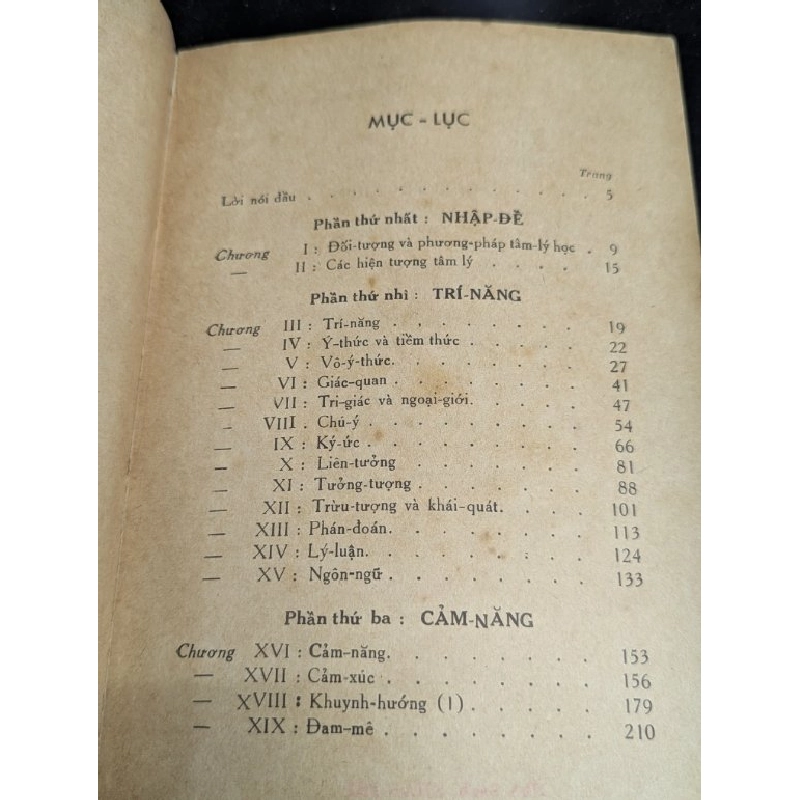 MỤC - LỤC
Trang
Lời nói đầu . . . . . . . . . . . . 5
Phần thứ nhất : NHẬP-ĐỀ
Chương I : Đối-tượng và phương-pháp tâm-lý học . 9
— II : Các hiện tượng tâm lý . . . . 15
Phần thứ nhì : TRÍ-NĂNG
Chương III : Trí-năng . . . . . . . . 19
— IV : Ý-thức và tiềm thức . . . . . 22
— V : Vô-ý-thức. . . . . . . . 27
— VI : Giác-quan . . . . . . . . 41
— VII : Tri-giác và ngoại-giới. . . . . 47
— VIII : Chú-ý . . . . . . . . 54
— IX : Ký-ức . . . . . . . . . 66
— X : Liên-tưởng . . . . . . . 81
— XI : Tưởng-tượng . . . . . . . 88
— XII : Trừu-tượng và khái-quát. . . . 101
— XIII : Phán-đoán . . . . . . . 113
— XIV : Lý-luận. . . . . . . . 124
— XV : Ngôn-ngữ . . . . . . . . 133
Phần thứ ba : CẢM-NĂNG
Chương XVI : Cảm-năng. . . . . . . . 153
— XVII : Cảm-xúc . . . . . . . . 156
— XVIII : Khuynh-hướng (1) . . . . . 179
— XIX : Đam-mê . . . . . . . 210